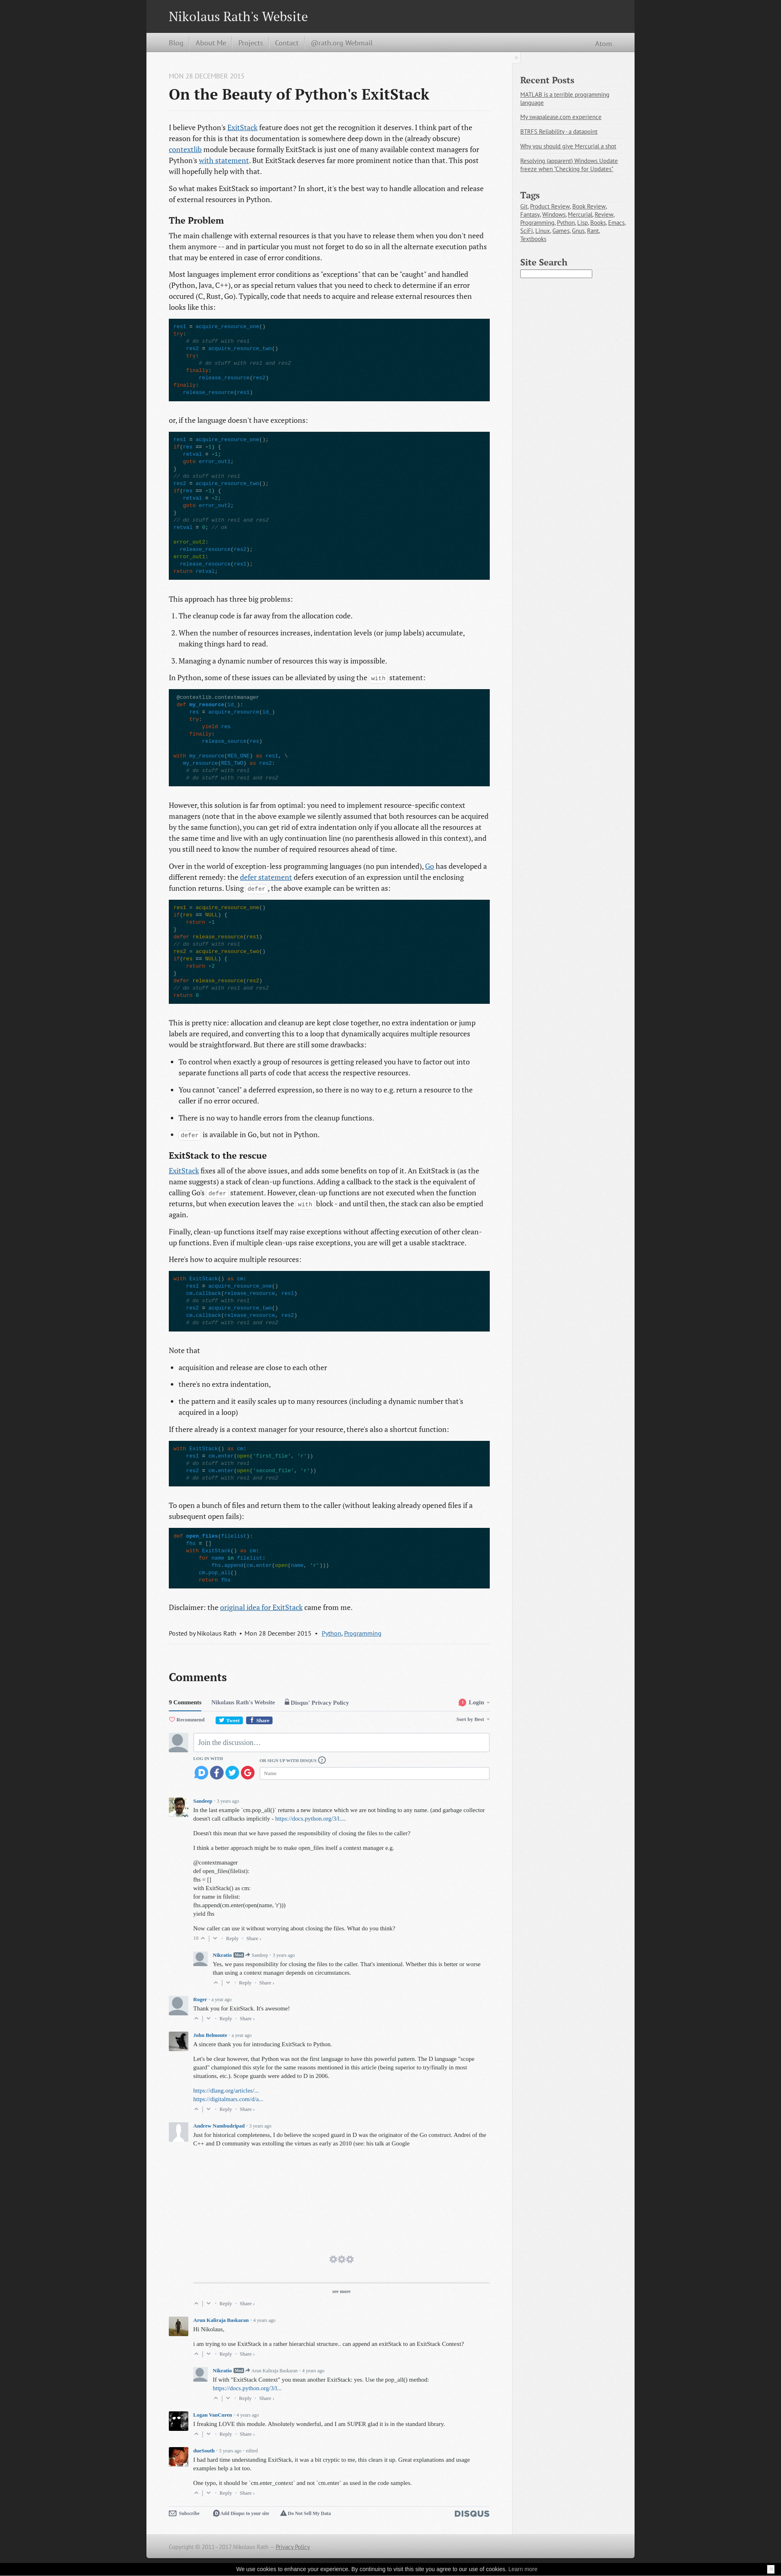 Nikolaus Rath's Website
Blog
About Me
Projects
Contact
@rath.org Webmail
Atom
MON 28 DECEMBER 2015
On the Beauty of Python's ExitStack
I believe Python's ExitStack feature does not get the recognition it deserves. I think part of the
reason for this is that its documentation is somewhere deep down in the (already obscure)
contextlib module because formally ExitStack is just one of many available context managers for
Python's with statement. But ExitStack deserves far more prominent notice than that. This post
will hopefully help with that.
So what makes ExitStack so important? In short, it's the best way to handle allocation and release
of external resources in Python.
The Problem
The main challenge with external resources is that you have to release them when you don't need
them anymore -- and in particular you must not forget to do so in all the alternate execution paths
that may be entered in case of error conditions.
Most languages implement error conditions as "exceptions" that can be "caught" and handled
(Python, Java, C++), or as special return values that you need to check to determine if an error
occured (C, Rust, Go). Typically, code that needs to acquire and release external resources then
looks like this:
res1 = acquire_resource_one()
try:
# do stuff with res1
res2 = acquire_resource_two()
try:
# do stuff with res1 and res2
finally:
release_resource(res2)
finally:
release_resource(res1)
or, if the language doesn't have exceptions:
res1 = acquire_resource_one();
if(res == -1) {
retval = -1;
goto error_out1;
}
// do stuff with res1
res2 = acquire_resource_two();
if(res == -1) {
retval = -2;
goto error_out2;
}
// do stuff with res1 and res2
retval = 0; // ok
error_out2:
release_resource(res2);
error_out1:
release_resource(res1);
return retval;
This approach has three big problems:
1. The cleanup code is far away from the allocation code.
2. When the number of resources increases, indentation levels (or jump labels) accumulate,
making things hard to read.
3. Managing a dynamic number of resources this way is impossible.
In Python, some of these issues can be alleviated by using the with statement:
@contextlib.contextmanager
def my_resource(id_):
res = acquire_resource(id_)
try:
yield res
finally:
release_source(res)
with my_resource(RES_ONE) as res1, \
my_resource(RES_TWO) as res2:
# do stuff with res1
# do stuff with res1 and res2
However, this solution is far from optimal: you need to implement resource-specific context
managers (note that in the above example we silently assumed that both resources can be acquired
by the same function), you can get rid of extra indentation only if you allocate all the resources at
the same time and live with an ugly continuation line (no parenthesis allowed in this context), and
you still need to know the number of required resources ahead of time.
Over in the world of exception-less programming languages (no pun intended), Go has developed a
different remedy: the defer statement defers execution of an expression until the enclosing
function returns. Using defer , the above example can be written as:
res1 = acquire_resource_one()
if(res == NULL) {
return -1
}
defer release_resource(res1)
// do stuff with res1
res2 = acquire_resource_two()
if(res == NULL) {
return -2
}
defer release_resource(res2)
// do stuff with res1 and res2
return 0
This is pretty nice: allocation and cleanup are kept close together, no extra indentation or jump
labels are required, and converting this to a loop that dynamically acquires multiple resources
would be straightforward. But there are still some drawbacks:
• To control when exactly a group of resources is getting released you have to factor out into
separate functions all parts of code that access the respective resources.
• You cannot "cancel" a deferred expression, so there is no way to e.g. return a resource to the
caller if no error occured.
• There is no way to handle errors from the cleanup functions.
• defer is available in Go, but not in Python.
ExitStack to the rescue
ExitStack fixes all of the above issues, and adds some benefits on top of it. An ExitStack is (as the
name suggests) a stack of clean-up functions. Adding a callback to the stack is the equivalent of
calling Go's defer statement. However, clean-up functions are not executed when the function
returns, but when execution leaves the with block - and until then, the stack can also be emptied
again.
Finally, clean-up functions itself may raise exceptions without affecting execution of other clean-
up functions. Even if multiple clean-ups raise exceptions, you are will get a usable stacktrace.
Here's how to acquire multiple resources:
with ExitStack() as cm:
res1 = acquire_resource_one()
cm.callback(release_resource, res1)
# do stuff with res1
res2 = acquire_resource_two()
cm.callback(release_resource, res2)
# do stuff with res1 and res2
Note that
• acquisition and release are close to each other
• there's no extra indentation,
• the pattern and it easily scales up to many resources (including a dynamic number that's
acquired in a loop)
If there already is a context manager for your resource, there's also a shortcut function:
with ExitStack() as cm:
res1 = cm.enter(open('first_file', 'r'))
# do stuff with res1
res2 = cm.enter(open('second_file', 'r'))
# do stuff with res1 and res2
To open a bunch of files and return them to the caller (without leaking already opened files if a
subsequent open fails):
def open_files(filelist):
fhs = []
with ExitStack() as cm:
for name in filelist:
fhs.append(cm.enter(open(name, 'r')))
cm.pop_all()
return fhs
Disclaimer: the original idea for ExitStack came from me.
Posted by Nikolaus Rath • Mon 28 December 2015 • Python, Programming
Comments
9 Comments
Nikolaus Rath's Website
Disqus' Privacy Policy
Login
Recommend
Tweet
Share
Sort by Best
Join the discussion…
LOG IN WITH
OR SIGN UP WITH DISQUS ?
Name
Sandeep · 3 years ago
In the last example `cm.pop_all()` returns a new instance which we are not binding to any name. (and garbage collector
doesn't call callbacks implicitly - https://docs.python.org/3/l....
Doesn't this mean that we have passed the responsibility of closing the files to the caller?
I think a better approach might be to make open_files itself a context manager e.g.
@contextmanager
def open_files(filelist):
fhs = []
with ExitStack() as cm:
for name in filelist:
fhs.append(cm.enter(open(name, 'r')))
yield fhs
Now caller can use it without worrying about closing the files. What do you think?
16 · Reply · Share ›
Nikratio Mod Sandeep · 3 years ago
Yes, we pass responsibility for closing the files to the caller. That's intentional. Whether this is better or worse
than using a context manager depends on circumstances.
· Reply · Share ›
Roger · a year ago
Thank you for ExitStack. It's awesome!
· Reply · Share ›
John Belmonte · a year ago
A sincere thank you for introducing ExitStack to Python.
Let's be clear however, that Python was not the first language to have this powerful pattern. The D language "scope
guard" championed this style for the same reasons mentioned in this article (being superior to try/finally in most
situations, etc.). Scope guards were added to D in 2006.
https://dlang.org/articles/...
https://digitalmars.com/d/a...
· Reply · Share ›
Andrew Nambudripad · 3 years ago
Just for historical completeness, I do believe the scoped guard in D was the originator of the Go construct. Andrei of the
C++ and D community was extolling the virtues as early as 2010 (see: his talk at Google
see more
· Reply · Share ›
Arun Kaliraja Baskaran · 4 years ago
Hi Nikolaus,
i am trying to use ExitStack in a rather hierarchial structure.. can append an exitStack to an ExitStack Context?
· Reply · Share ›
Nikratio Mod Arun Kaliraja Baskaran · 4 years ago
If with "ExitStack Context" you mean another ExitStack: yes. Use the pop_all() method:
https://docs.python.org/3/l...
· Reply · Share ›
Logan VanCuren · 4 years ago
I freaking LOVE this module. Absolutely wonderful, and I am SUPER glad it is in the standard library.
· Reply · Share ›
dueSouth · 5 years ago · edited
I had hard time understanding ExitStack, it was a bit cryptic to me, this clears it up. Great explanations and usage
examples help a lot too.
One typo, it should be `cm.enter_context` and not `cm.enter` as used in the code samples.
· Reply · Share ›
Subscribe
Add Disqus to your site
Do Not Sell My Data
DISQUS
Recent Posts
MATLAB is a terrible programming
language
My swapalease.com experience
BTRFS Reliability - a datapoint
Why you should give Mercurial a shot
Resolving (apparent) Windows Update
freeze when "Checking for Updates"
Tags
Git, Product Review, Book Review,
Fantasy, Windows, Mercurial, Review,
Programming, Python, Lisp, Books, Emacs,
SciFi, Linux, Games, Gnus, Rant,
Textbooks
Site Search
Copyright © 2011–2017 Nikolaus Rath — Privacy Policy
We use cookies to enhance your experience. By continuing to visit this site you agree to our use of cookies. Learn more